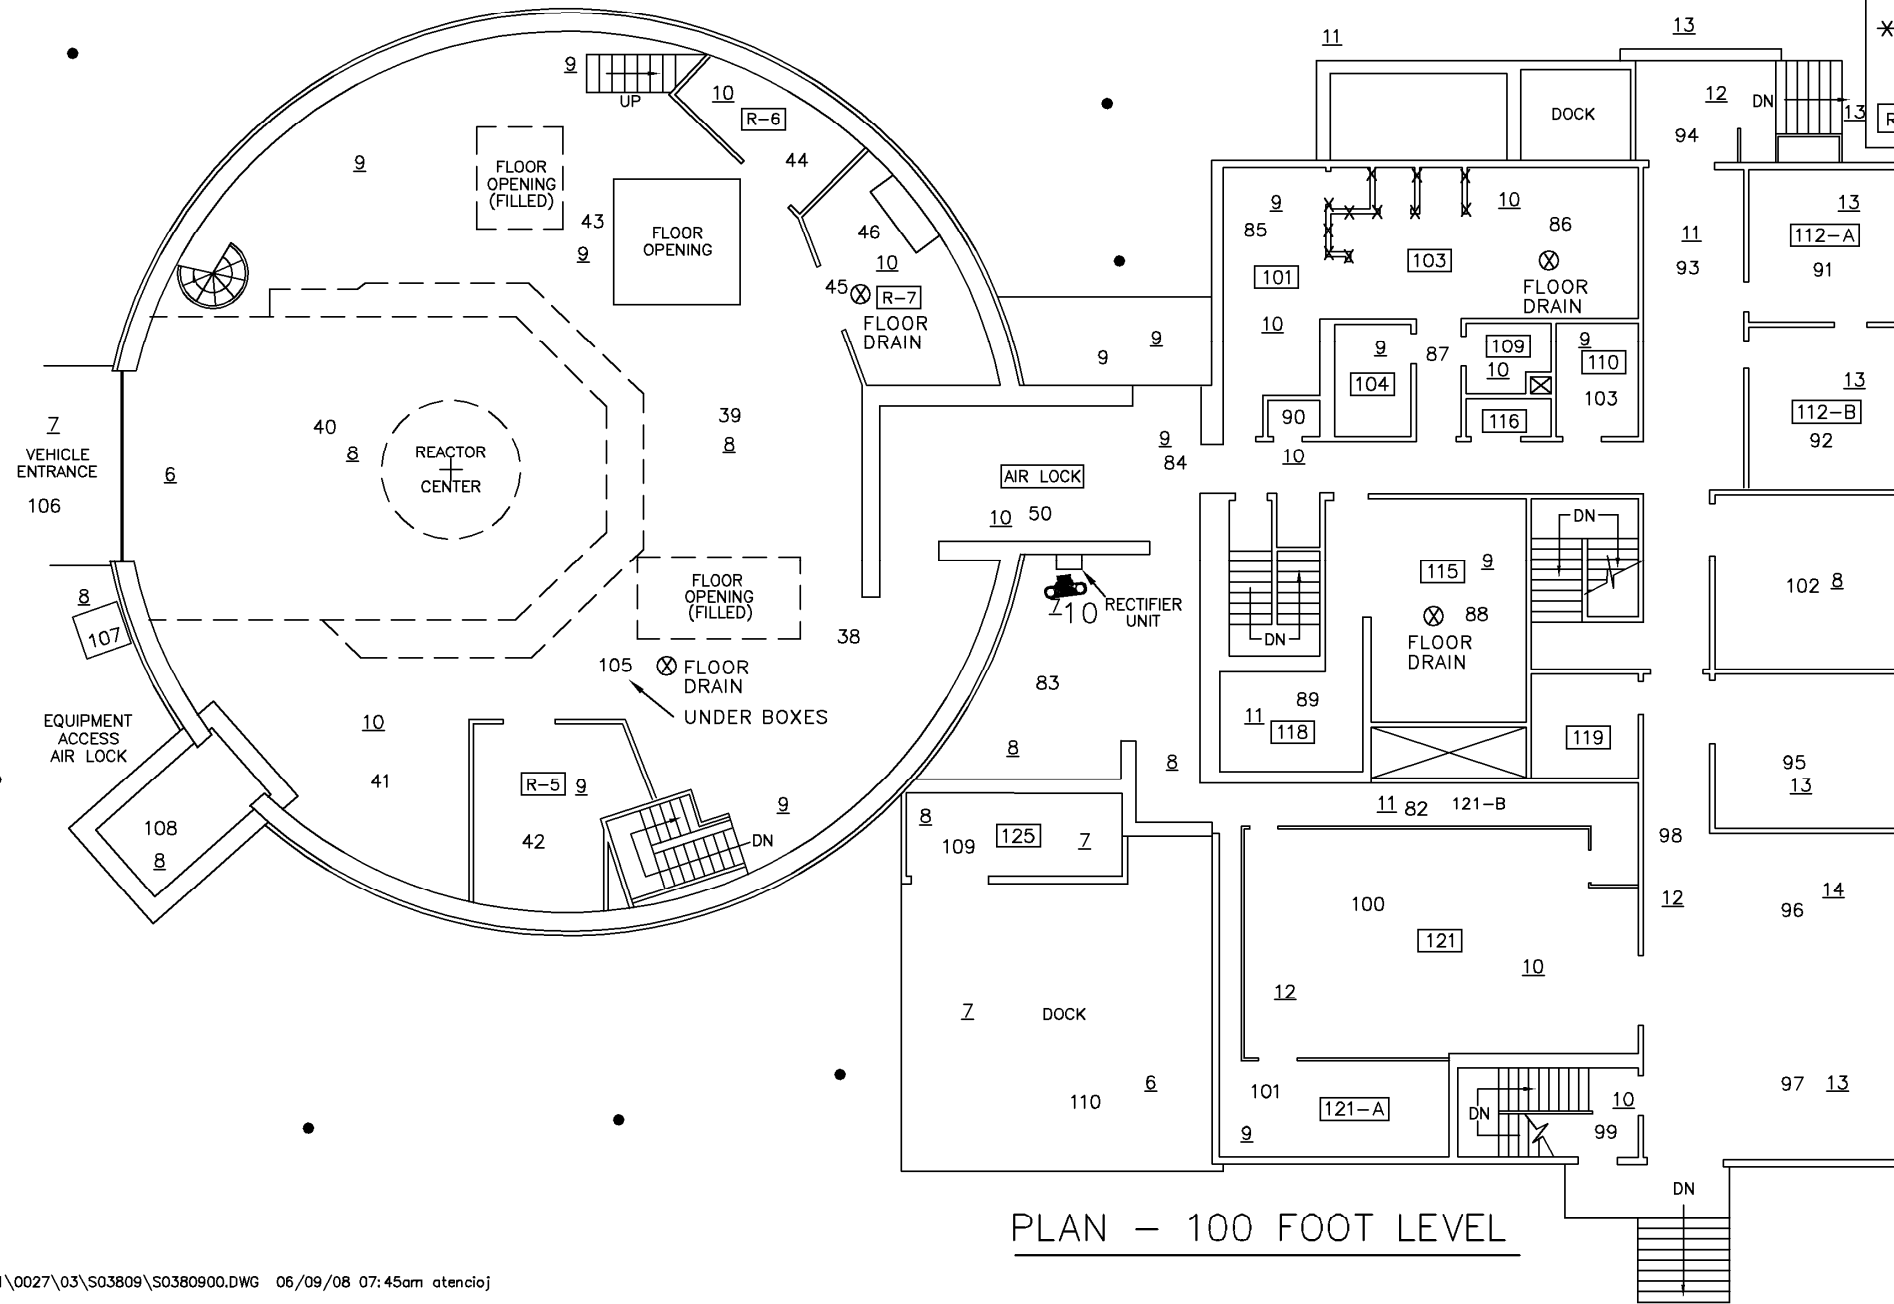 11
13
*
9
UP
10
R-6
12
DN
13
DOCK
94
9
FLOOR
OPENING
(FILLED)
44
43
9
FLOOR
OPENING
46
10
45
R-7
FLOOR
DRAIN
9
85
10
86
101
103
FLOOR
DRAIN
11
93
13
112-A
91
10
9
9
9
104
87
109
10
9
110
103
116
90
13
112-B
92
7
VEHICLE
ENTRANCE
106
6
40
8
REACTOR
CENTER
39
8
9
84
10
AIR LOCK
10
50
DN
115
9
88
FLOOR
DRAIN
102 8
FLOOR
OPENING
(FILLED)
7
10
RECTIFIER
UNIT
DN
8
107
38
105
FLOOR
DRAIN
UNDER BOXES
83
89
11
118
119
EQUIPMENT
ACCESS
AIR LOCK
10
8
8
95
13
41
R-5
9
9
11
82
121-B
108
8
42
DN
8
109
125
7
98
100
12
14
96
121
10
12
7
DOCK
6
110
101
121-A
9
DN
10
99
97 13
DN
PLAN - 100 FOOT LEVEL
\0027\03\S03809\S0380900.DWG 06/09/08 07:45am atencioj